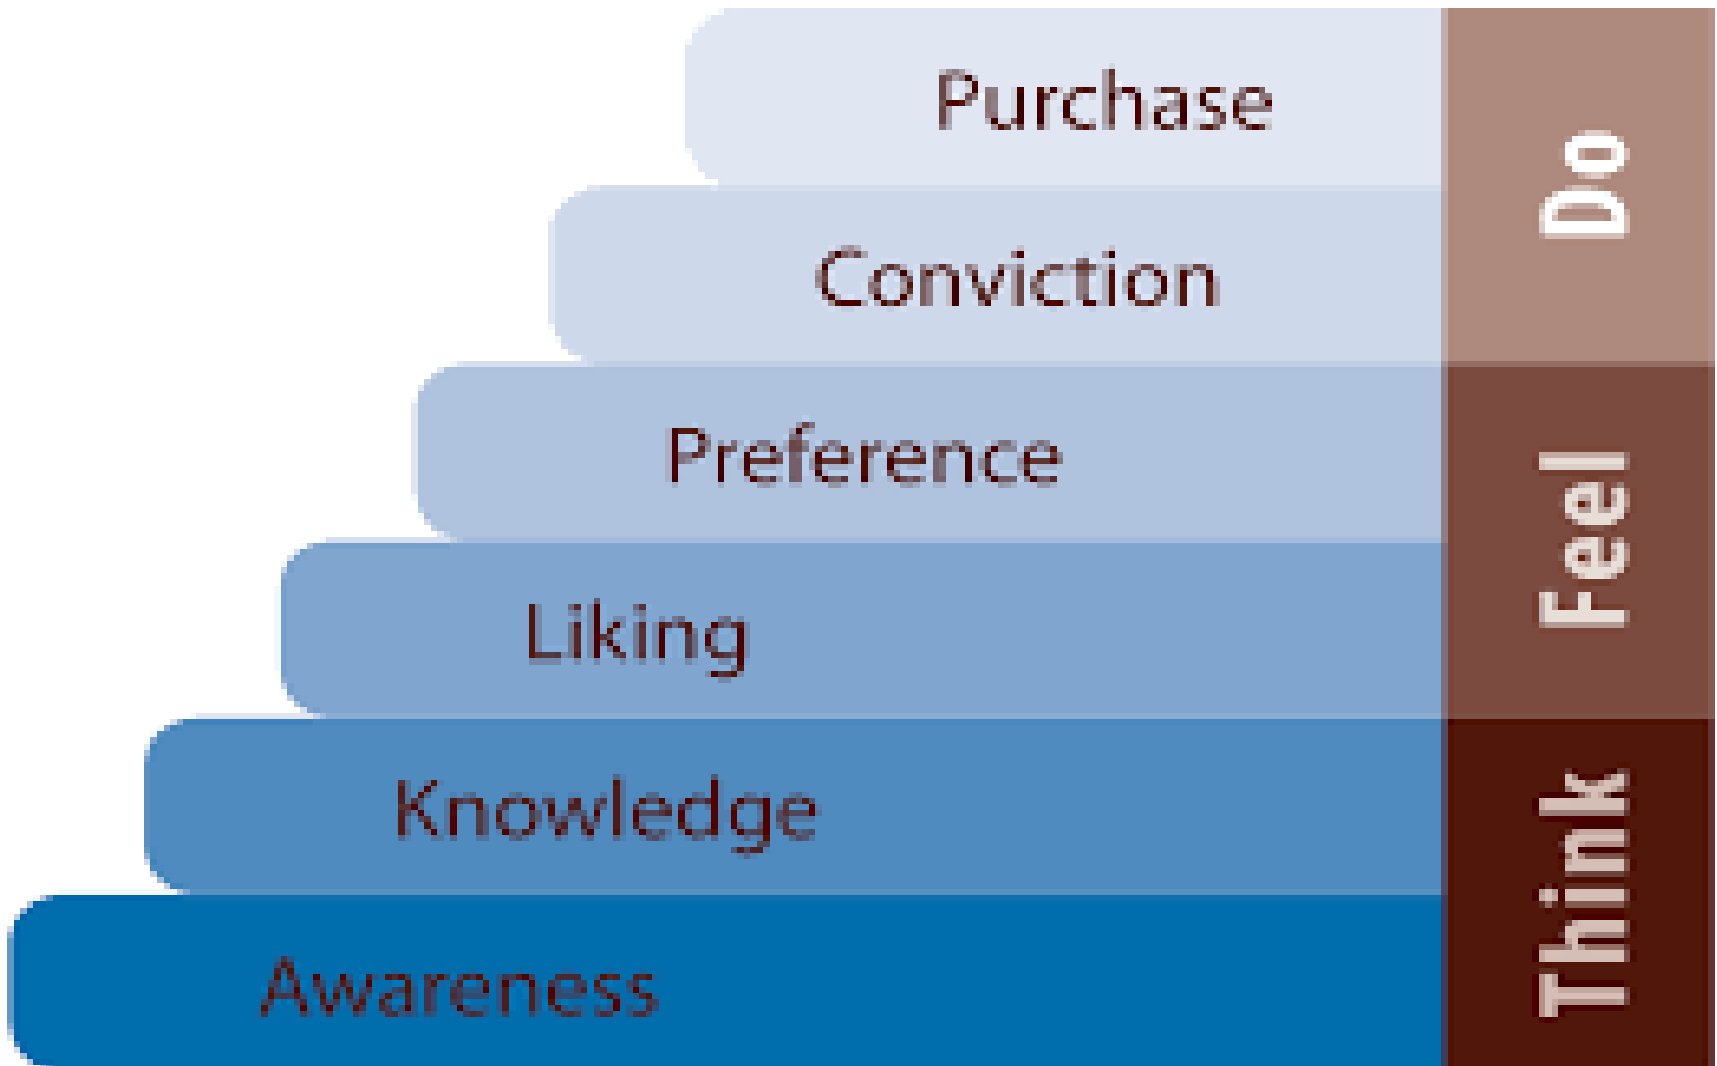 Purchase
Conviction
Do
Preference
Liking
Feel
Knowledge
Awareness
Think